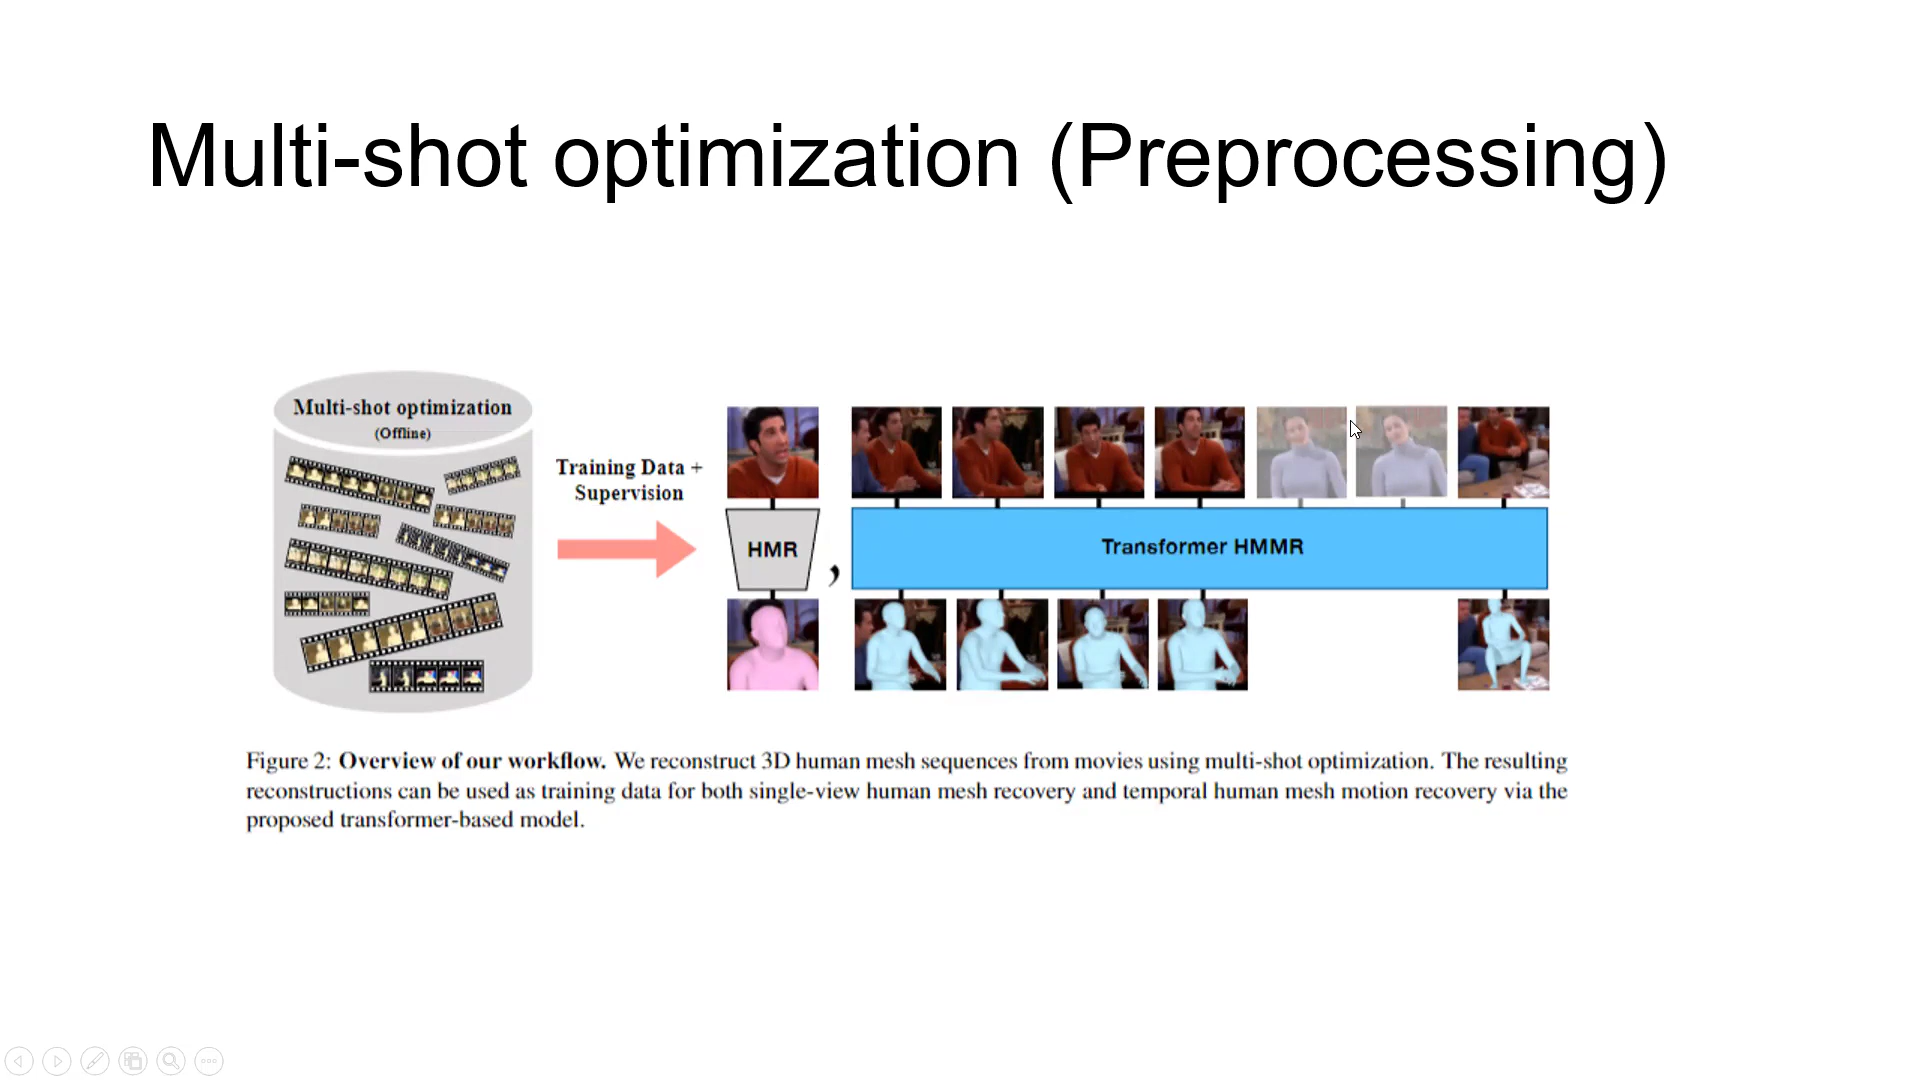 Multi-shot optimization (Preprocessing)
Multi-shot optimization
(Offline)
Training Data +
Supervision
HMR
,
Transformer HMMR
Figure 2: Overview of our workflow. We reconstruct 3D human mesh sequences from movies using multi-shot optimization. The resulting
reconstructions can be used as training data for both single-view human mesh recovery and temporal human mesh motion recovery via the
proposed transformer-based model.